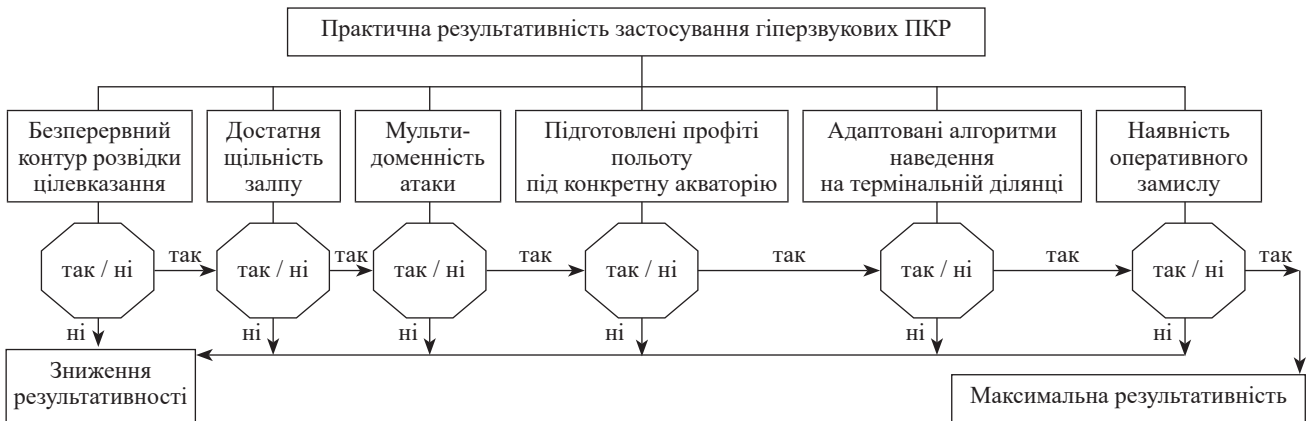 Практична результативність застосування гіперзвукових ПКР
Безперервний
контур розвідки
цілевказання
Достатня
щільність
залпу
Мульти-
доменність
атаки
Підготовлені профіті
польоту
під конкретну акваторію
Адаптовані алгоритми
наведення
на термінальній ділянці
Наявність
оперативного
замислу
так / ні
так
так / ні
так
так / ні
так
так / ні
так
так / ні
так
так / ні
так
ні
ні
ні
ні
ні
ні
Зниження
результативності
Максимальна результативність